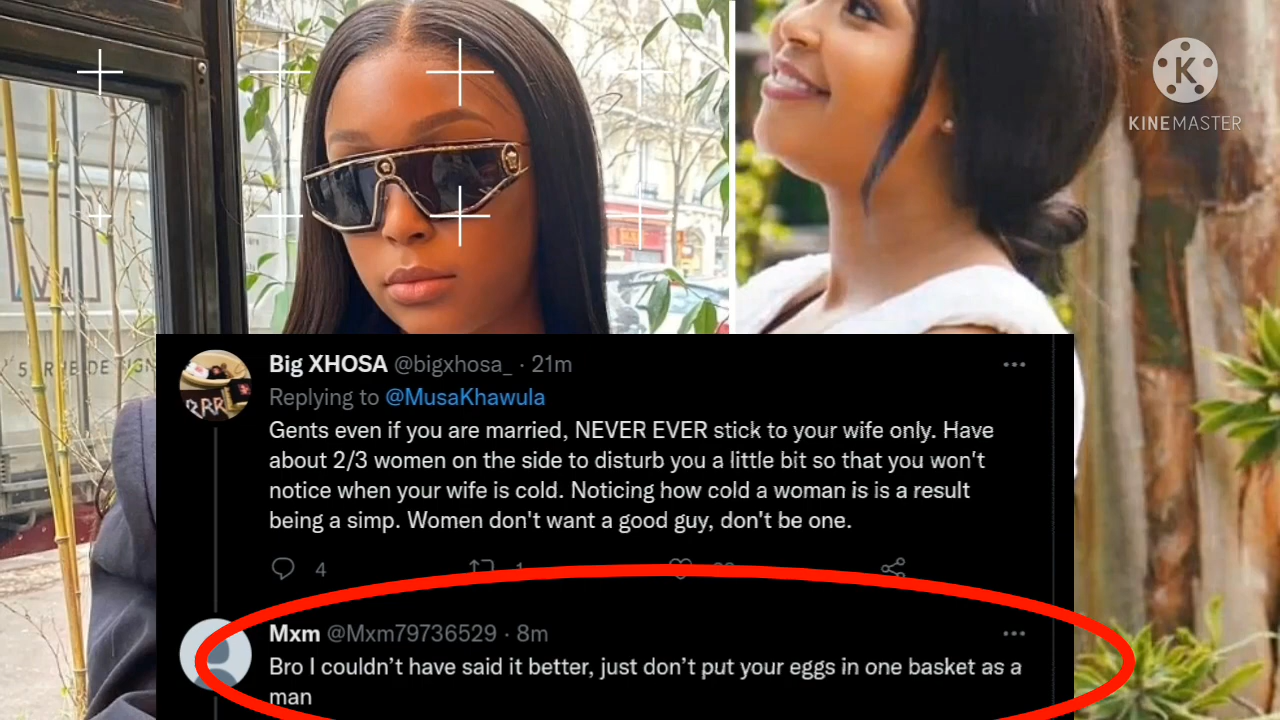 KINEMASTER
Big XHOSA @bigxhosa_ · 21m
Replying to @MusaKhawula
Gents even if you are married, NEVER EVER stick to your wife only. Have
about 2/3 women on the side to disturb you a little bit so that you won't
notice when your wife is cold. Noticing how cold a woman is is a result
being a simp. Women don't want a good guy, don't be one.
4
Mxm @Mxm79736529 · 8m
Bro I couldn't have said it better, just don't put your eggs in one basket as a
man